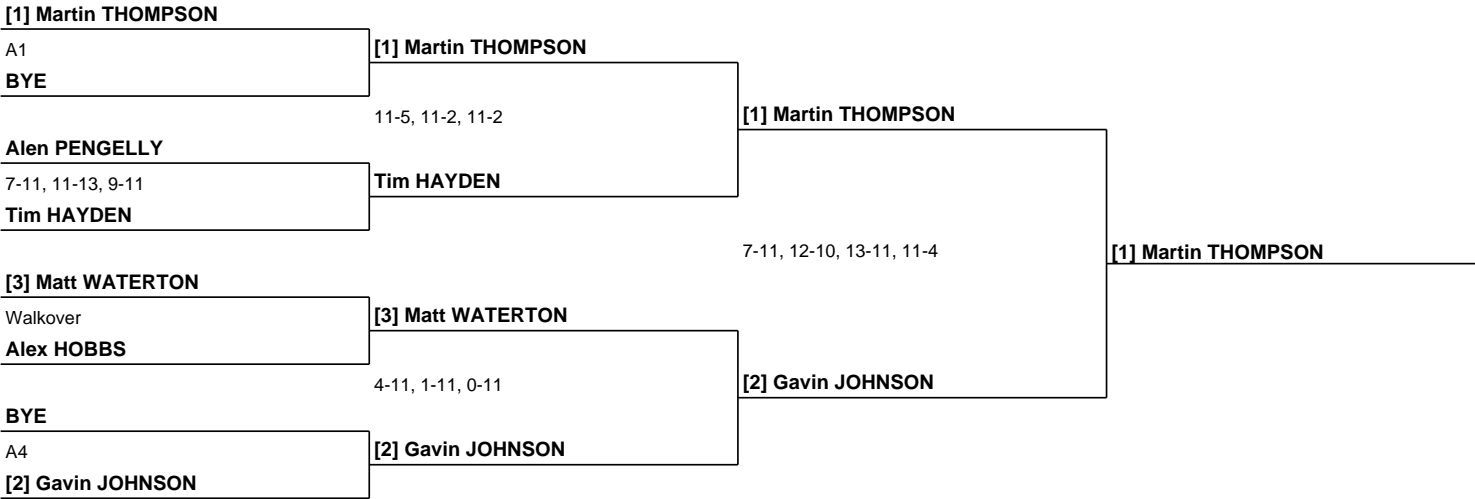 [1] Martin THOMPSON
A1
BYE
[1] Martin THOMPSON
11-5, 11-2, 11-2
[1] Martin THOMPSON
Alen PENGELLY
7-11, 11-13, 9-11
Tim HAYDEN
Tim HAYDEN
7-11, 12-10, 13-11, 11-4
[1] Martin THOMPSON
[3] Matt WATERTON
Walkover
Alex HOBBS
[3] Matt WATERTON
4-11, 1-11, 0-11
[2] Gavin JOHNSON
BYE
A4
[2] Gavin JOHNSON
[2] Gavin JOHNSON